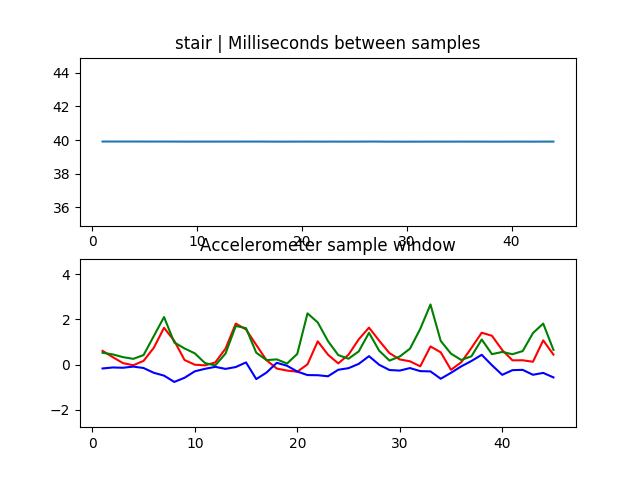 stair | Milliseconds between samples
44
42
40
38
36
0 10 20 30 40
Accelerometer sample window
4
2
0
−2
0 10 20 30 40